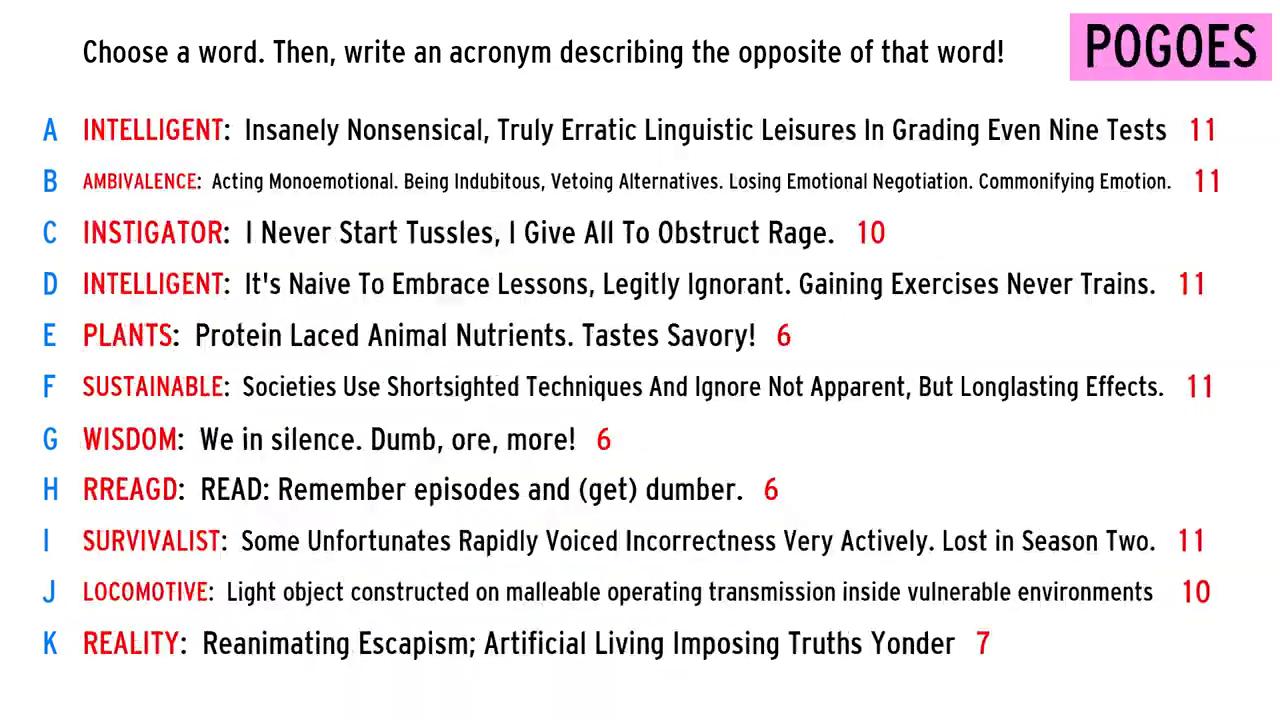 Choose a word. Then, write an acronym describing the opposite of that word!
POGOES
A INTELLIGENT: Insanely Nonsensical, Truly Erratic Linguistic Leisures In Grading Even Nine Tests 11
B AMBIVALENCE: Acting Monoemotional. Being Indubitous, Vetoing Alternatives. Losing Emotional Negotiation. Commonifying Emotion. 11
C INSTIGATOR: I Never Start Tussles, I Give All To Obstruct Rage. 10
D INTELLIGENT: It's Naive To Embrace Lessons, Legitly Ignorant. Gaining Exercises Never Trains. 11
E PLANTS: Protein Laced Animal Nutrients. Tastes Savory! 6
F SUSTAINABLE: Societies Use Shortsighted Techniques And Ignore Not Apparent, But Longlasting Effects. 11
G WISDOM: We in silence. Dumb, ore, more! 6
H RREAGD: READ: Remember episodes and (get) dumber. 6
I SURVIVALIST: Some Unfortunates Rapidly Voiced Incorrectness Very Actively. Lost in Season Two. 11
J LOCOMOTIVE: Light object constructed on malleable operating transmission inside vulnerable environments 10
K REALITY: Reanimating Escapism; Artificial Living Imposing Truths Yonder 7